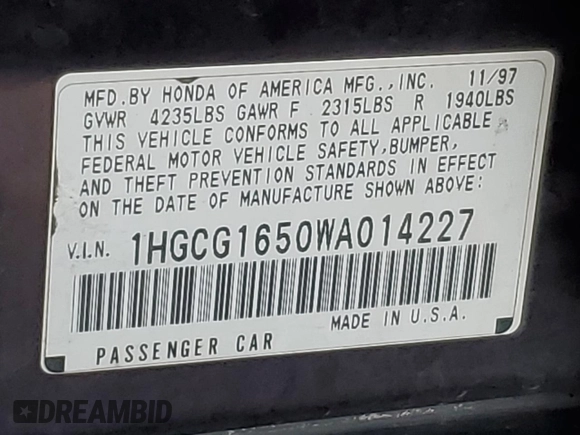 MFD.BY HONDA OF AMERICA MFG.,INC. 11/97
GVWR 4235LBS GAWR F 2315LBS R 1940LBS
THIS VEHICLE CONFORMS TO ALL APPLICABLE
FEDERAL MOTOR VEHICLE SAFETY,BUMPER,
AND THEFT PREVENTION STANDARDS IN EFFECT
ON THE DATE OF MANUFACTURE SHOWN ABOVE:
V.I.N. 1HGCG1650WA014227
MADE IN U.S.A.
PASSENGER CAR
DREAMBID